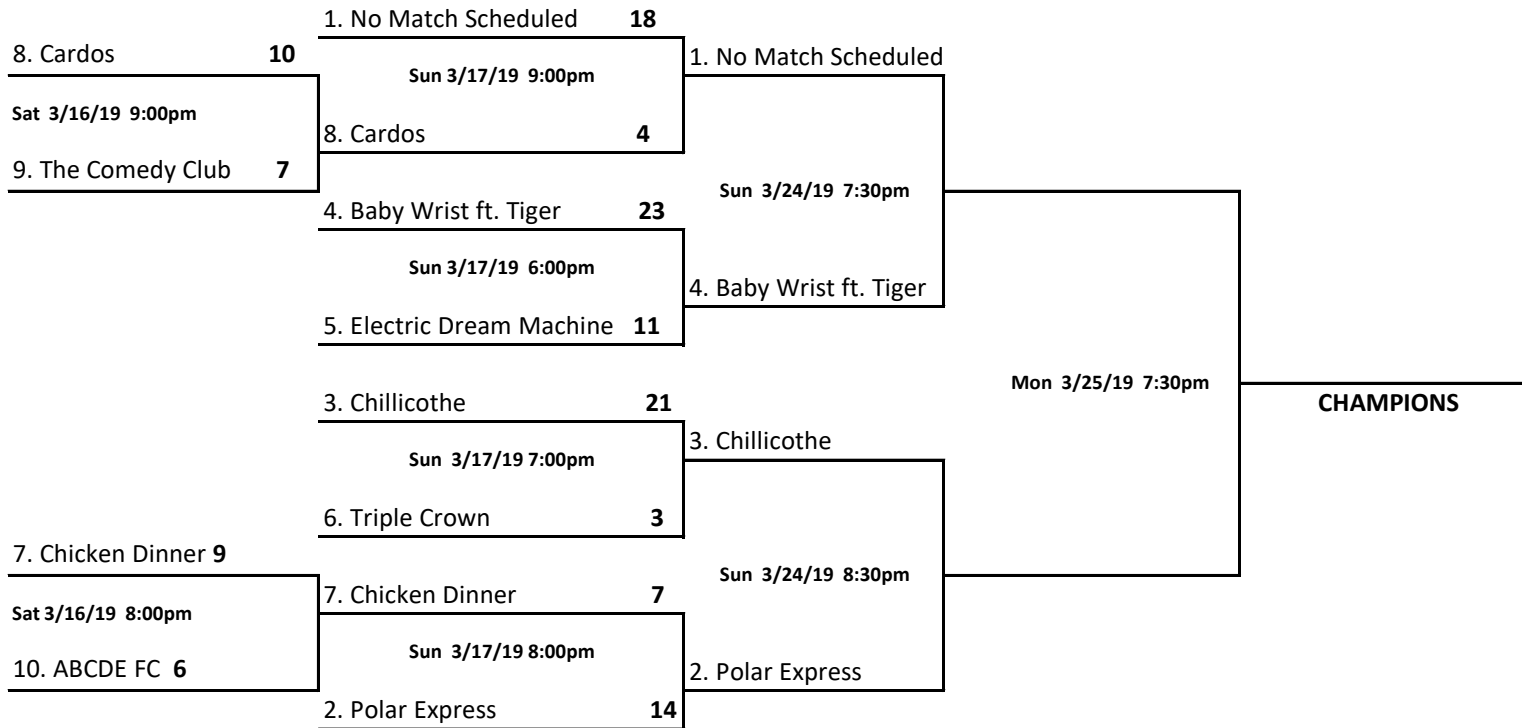 1. No Match Scheduled 18
8. Cardos 10
Sun 3/17/19 9:00pm
1. No Match Scheduled
Sat 3/16/19 9:00pm
8. Cardos 4
9. The Comedy Club 7
Sun 3/24/19 7:30pm
4. Baby Wrist ft. Tiger 23
Sun 3/17/19 6:00pm
4. Baby Wrist ft. Tiger
5. Electric Dream Machine 11
Mon 3/25/19 7:30pm
3. Chillicothe 21
CHAMPIONS
3. Chillicothe
Sun 3/17/19 7:00pm
6. Triple Crown 3
7. Chicken Dinner 9
Sun 3/24/19 8:30pm
7. Chicken Dinner 7
Sat 3/16/19 8:00pm
Sun 3/17/19 8:00pm
10. ABCDE FC 6
2. Polar Express
2. Polar Express 14